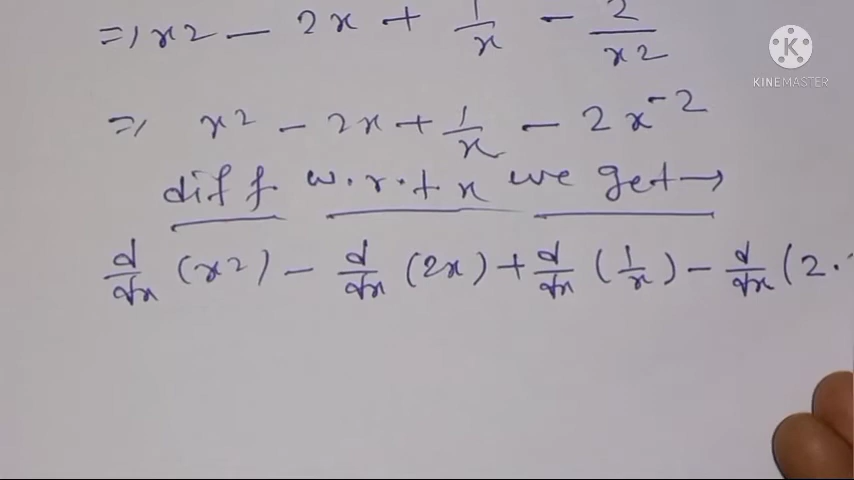 => x2 - 2x + 1/x - 2/x2
K
KINEMASTER
=> x2 - 2x + 1/x - 2x-2
diff w.r.t x we get →
d/dx (x2) - d/dx (2x) + d/dx (1/x) - d/dx (2.